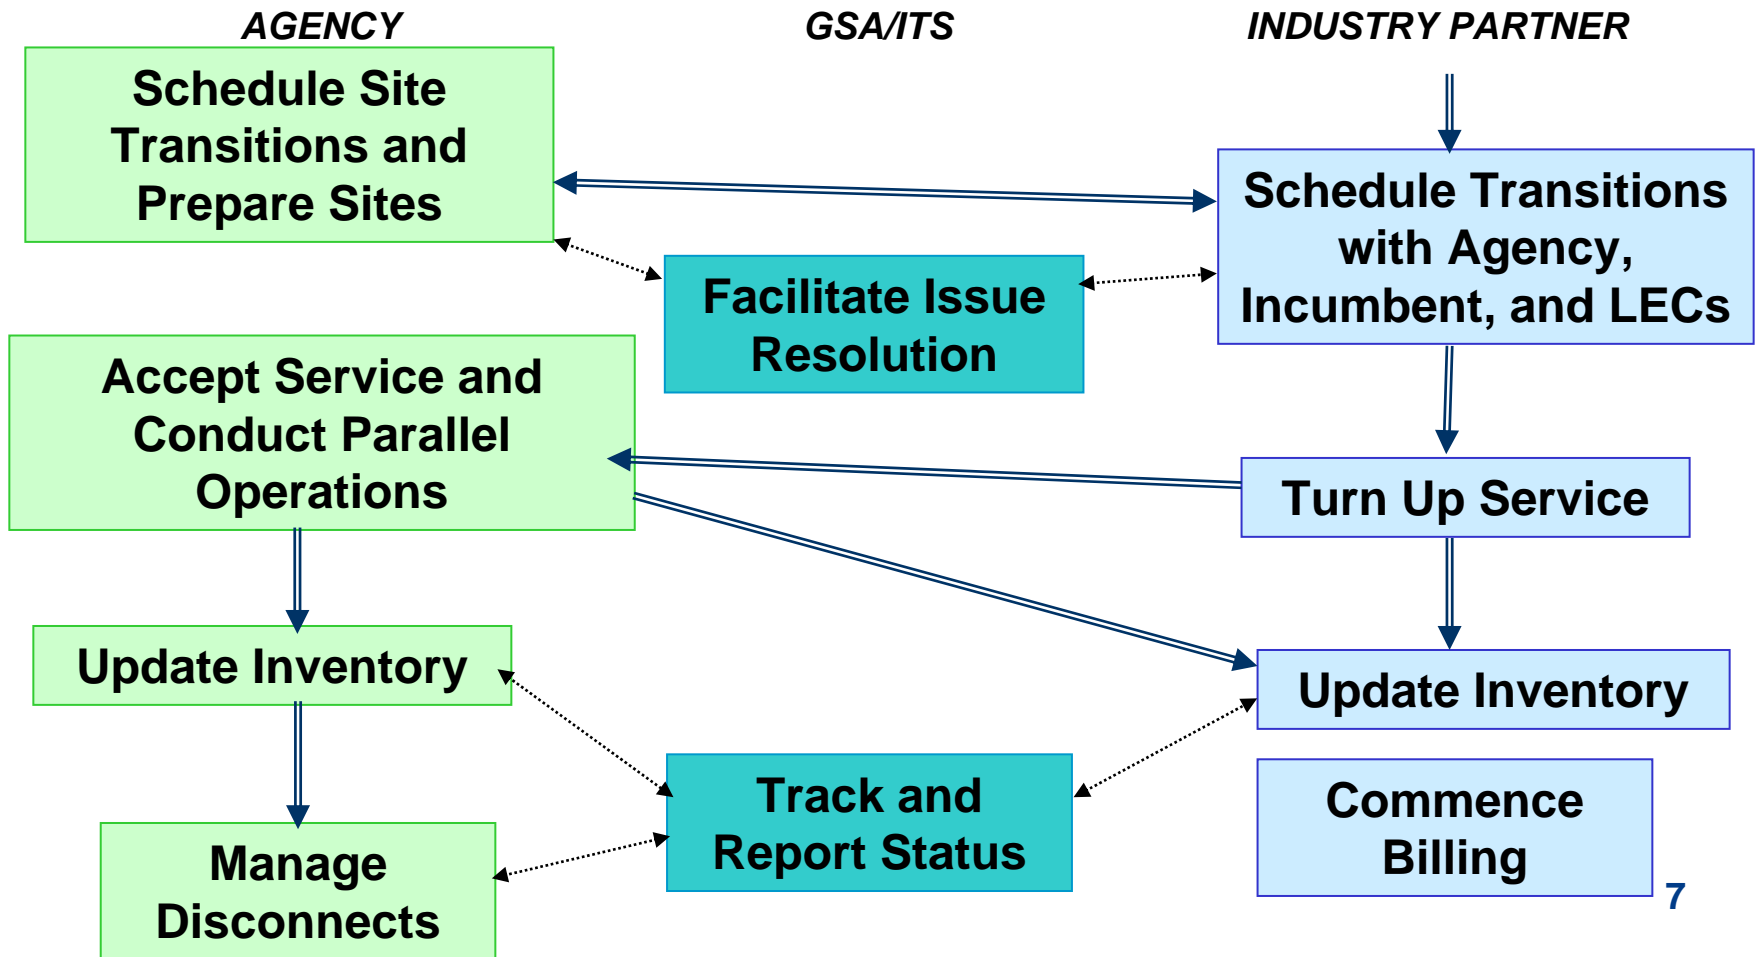 AGENCY
GSA/ITS
INDUSTRY PARTNER
Schedule Site
Transitions and
Prepare Sites
Schedule Transitions
with Agency,
Incumbent, and LECs
Facilitate Issue
Resolution
Accept Service and
Conduct Parallel
Operations
Turn Up Service
Update Inventory
Update Inventory
Track and
Report Status
Commence
Billing
Manage
Disconnects
7